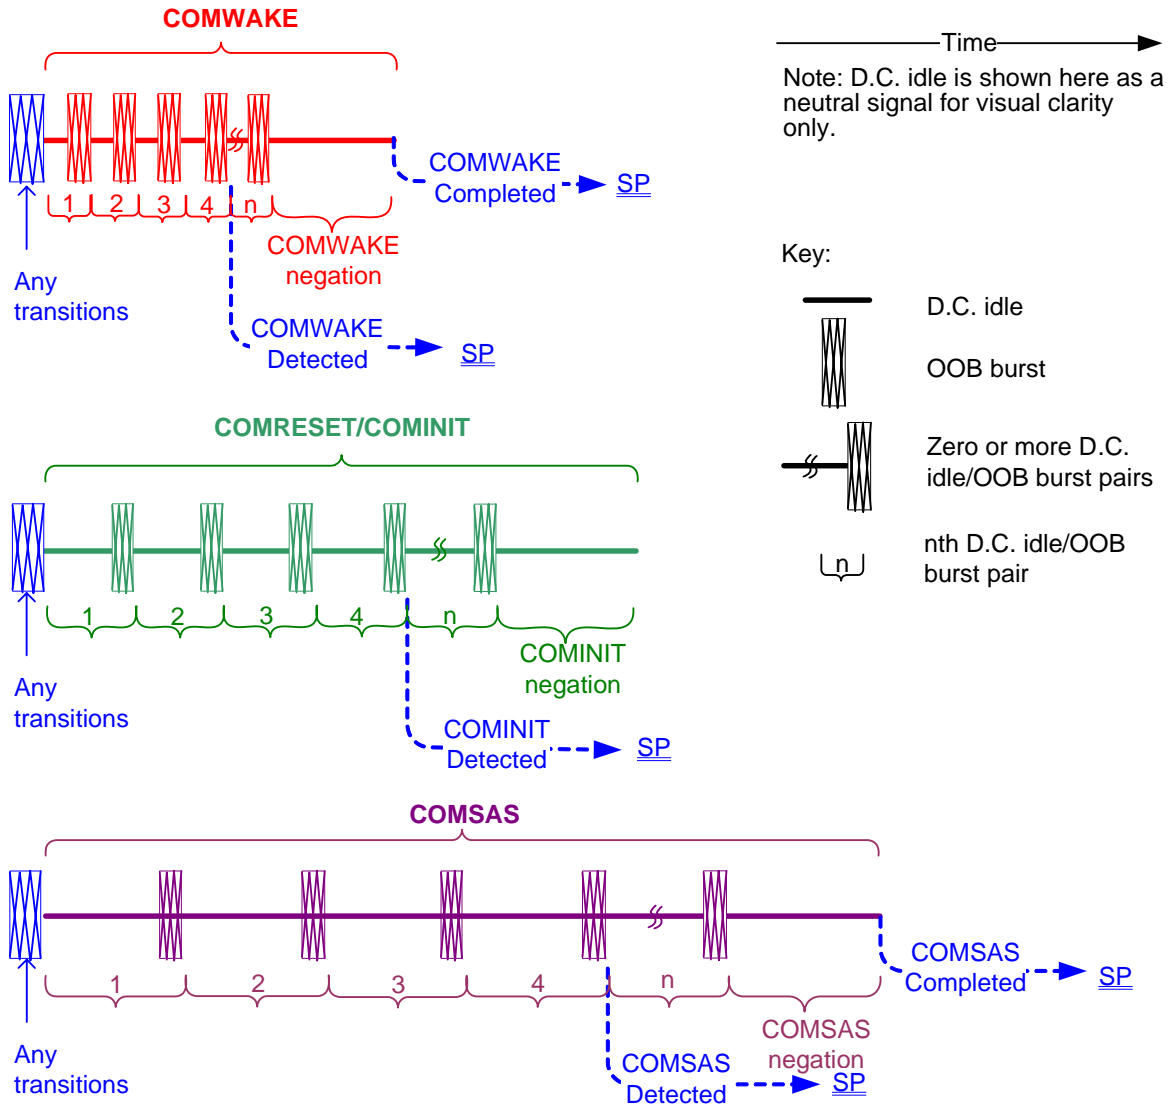 COMWAKE
Time
Note: D.C. idle is shown here as a
neutral signal for visual clarity
only.
COMWAKE
Completed
SP
1 2 3 4 n
COMWAKE
negation
Any
transitions
COMWAKE
Detected
SP
Key:
D.C. idle
OOB burst
Zero or more D.C.
idle/OOB burst pairs
n
nth D.C. idle/OOB
burst pair
COMRESET/COMINIT
1 2 3 4 n
COMINIT
negation
Any
transitions
COMINIT
Detected
SP
COMSAS
1 2 3 4 n
COMSAS
Completed
SP
COMSAS
negation
Any
transitions
COMSAS
Detected
SP